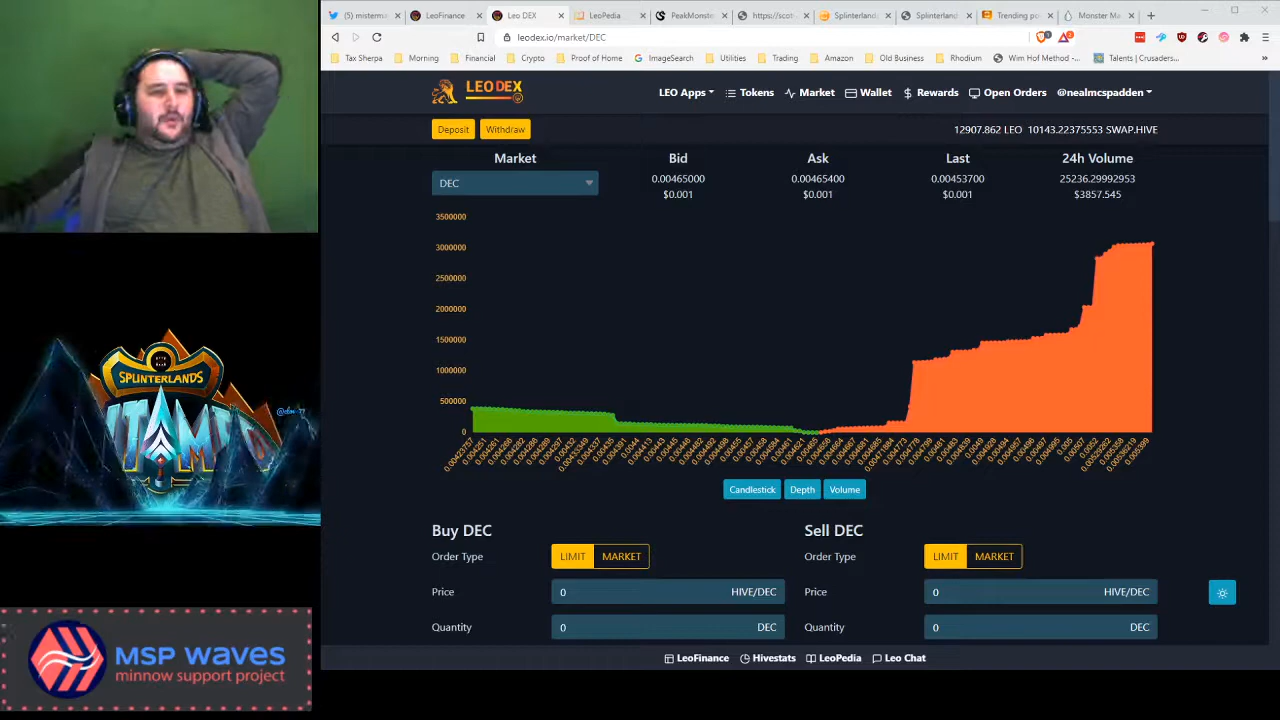 (5) misterma
LeoFinance
Leo DEX
LeoPedia
PeakMonste
https://scot-
Splinterland
Splinterland
Trending po
Monster Ma
leodex.io/market/DEC
Tax Sherpa
Morning
Financial
Crypto
Proof of Home
ImageSearch
Utilities
Trading
Amazon
Old Business
Rhodium
Wim Hof Method -...
Talents | Crusaders...
LEO DEX
LEO Apps
Tokens
Market
Wallet
Rewards
Open Orders
@nealmcspadden
Deposit
Withdraw
12907.862 LEO 10143.22375553 SWAP.HIVE
Market
Bid
Ask
Last
24h Volume
DEC
0.00465000
0.00465400
0.00453700
25236.29992953
$0.001
$0.001
$0.001
$3857.545
3500000
3000000
2500000
2000000
1500000
1000000
500000
0
Candlestick
Depth
Volume
Buy DEC
Sell DEC
Order Type
LIMIT
MARKET
Order Type
LIMIT
MARKET
Price
0
HIVE/DEC
Price
0
HIVE/DEC
Quantity
0
DEC
Quantity
0
DEC
LeoFinance
Hivestats
LeoPedia
Leo Chat
SPLINTERLANDS
MSP waves
minnow support project